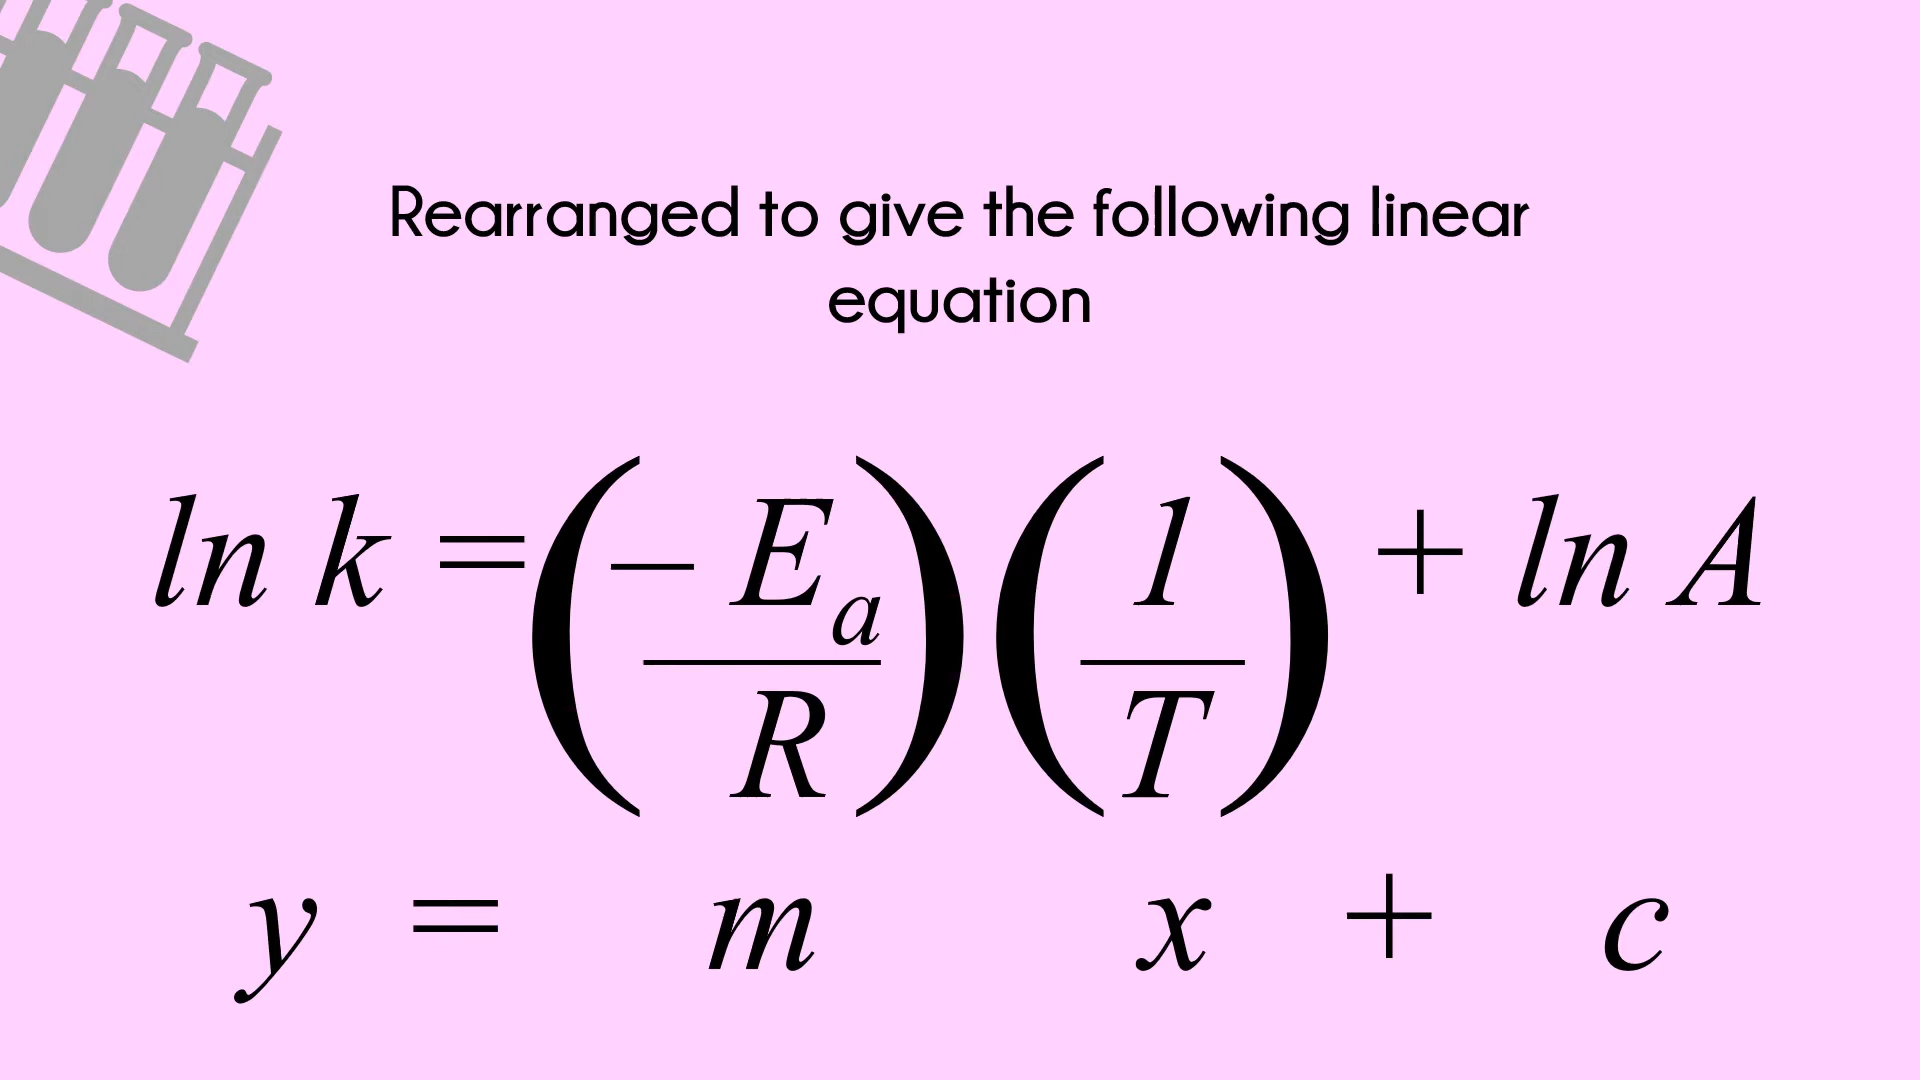 Rearranged to give the following linear
equation
ln k = (– Eₐ / R) (1 / T) + ln A
y = m x + c